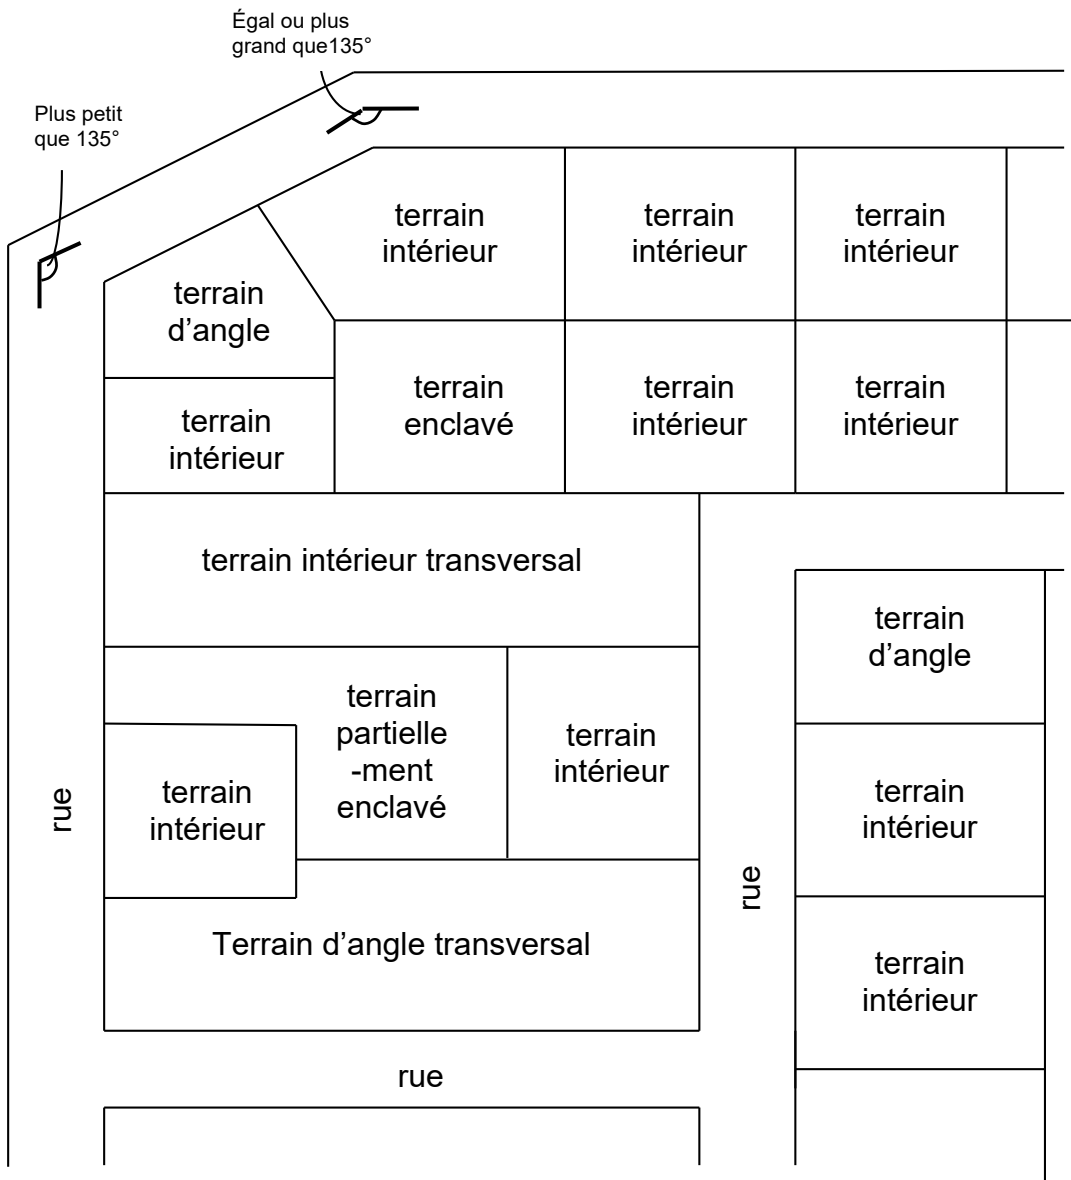 Égal ou plus
grand que135°
Plus petit
que 135°
terrain
intérieur
terrain
intérieur
terrain
intérieur
terrain
d’angle
terrain
enclavé
terrain
intérieur
terrain
intérieur
terrain
intérieur
terrain intérieur transversal
terrain
d’angle
terrain
partielle
-ment
enclavé
terrain
intérieur
terrain
intérieur
terrain
intérieur
rue
rue
Terrain d’angle transversal
terrain
intérieur
rue